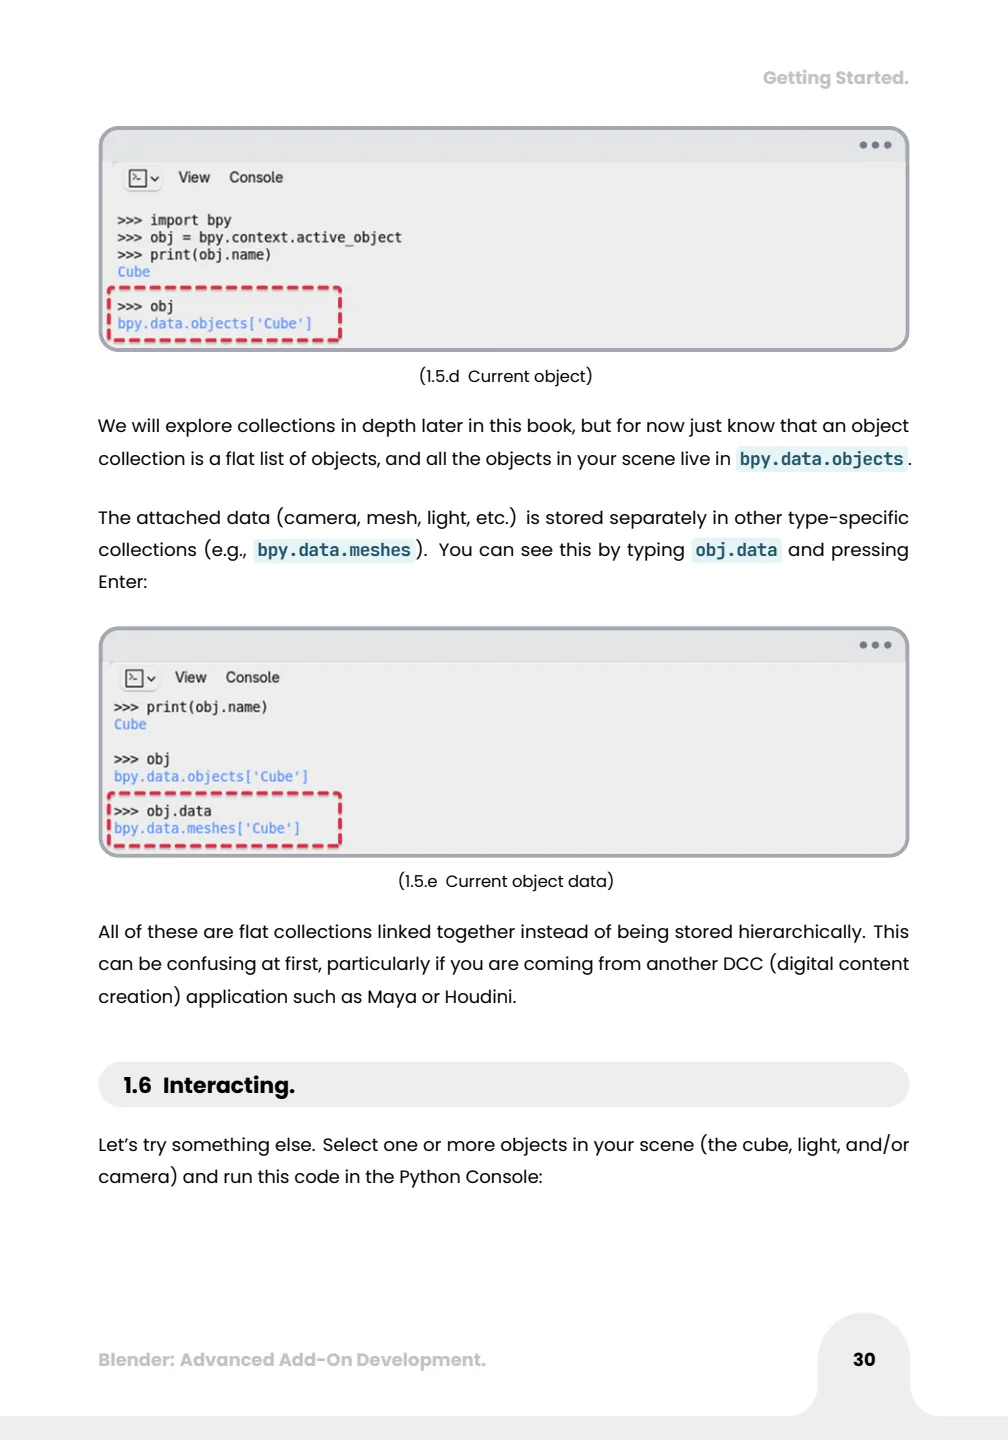 Getting Started.
View Console
>>> import bpy
>>> obj = bpy.context.active_object
>>> print(obj.name)
Cube
>>> obj
bpy.data.objects['Cube']
(1.5.d Current object)
We will explore collections in depth later in this book, but for now just know that an object
collection is a flat list of objects, and all the objects in your scene live in bpy.data.objects.
The attached data (camera, mesh, light, etc.) is stored separately in other type-specific
collections (e.g., bpy.data.meshes). You can see this by typing obj.data and pressing
Enter:
View Console
>>> print(obj.name)
Cube
>>> obj
bpy.data.objects['Cube']
>>> obj.data
bpy.data.meshes['Cube']
(1.5.e Current object data)
All of these are flat collections linked together instead of being stored hierarchically. This
can be confusing at first, particularly if you are coming from another DCC (digital content
creation) application such as Maya or Houdini.
1.6 Interacting.
Let's try something else. Select one or more objects in your scene (the cube, light, and/or
camera) and run this code in the Python Console:
Blender: Advanced Add-On Development.
30